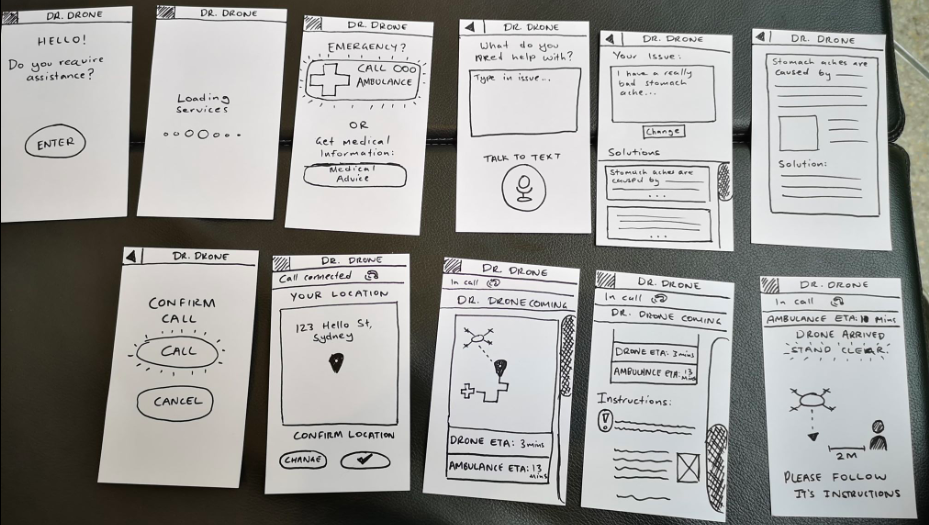 DR. DRONE
HELLO!
Do you require
assistance?
ENTER
DR. DRONE
Loading
Services
DR. DRONE
EMERGENCY?
CALL OOO
AMBULANCE
OR
Get medical
Information:
Medical
Advice
DR. DRONE
What do you
need help with?
Type in issue...
TALK TO TEXT
DR. DRONE
Your Issue:
I have a really
bad stomach
ache...
Change
Solutions
Stomach aches are
caused by
...
...
DR. DRONE
Stomach aches are
caused by
Solution:
DR. DRONE
CONFIRM
CALL
CALL
CANCEL
DR. DRONE
Call connected
YOUR LOCATION
123 Hello St,
Sydney
CONFIRM LOCATION
CHANGE
DR. DRONE
In call
DR. DRONE COMING
DRONE ETA: 3mins
AMBULANCE ETA: 13
mins
DR. DRONE
In call
DR. DRONE COMING
DRONE ETA: 3mins
AMBULANCE ETA: 13
mins
Instructions:
DR. DRONE
In call
AMBULANCE ETA: 10 Mins
DRONE ARRIVED
STAND CLEAR.
2M
PLEASE FOLLOW
IT'S INSTRUCTIONS